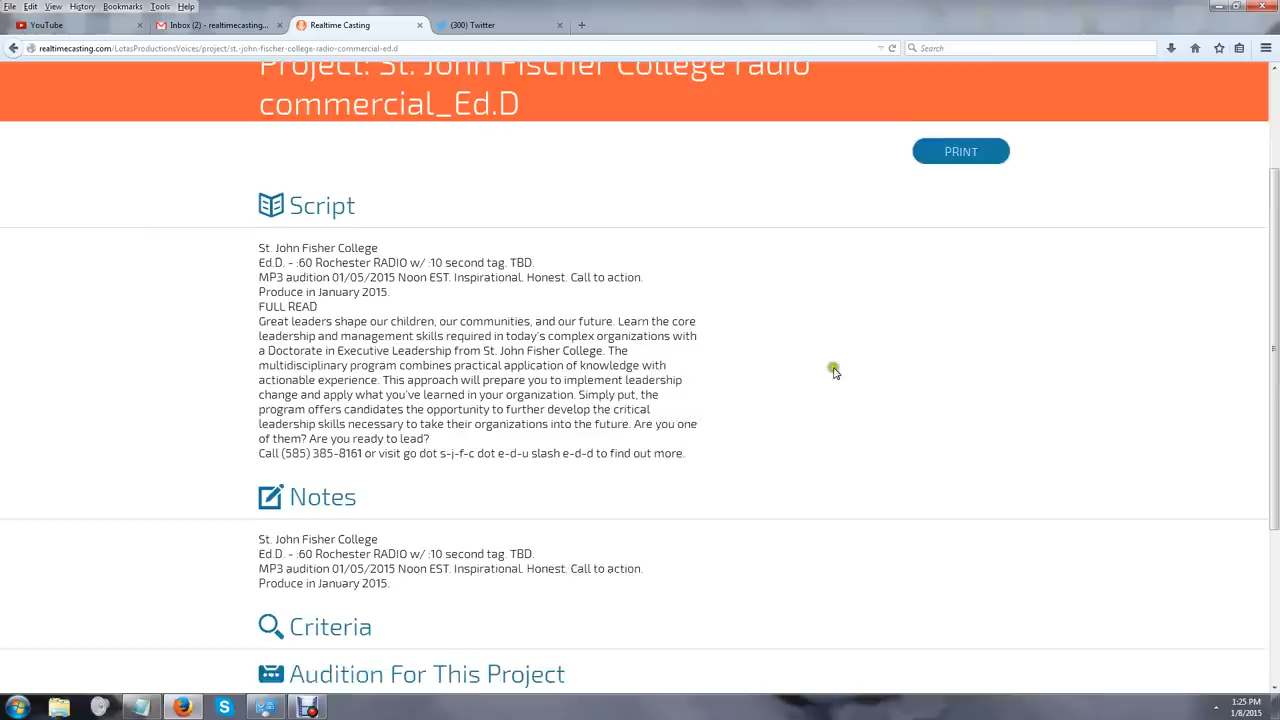 File Edit View History Bookmarks Tools Help
YouTube × Inbox (2) - realtimecasting... × Realtime Casting × (300) Twitter × +
realtimecasting.com/LotasProductionsVoices/project/st.-john-fischer-college-radio-commercial-ed.d Search
Project: St. John Fischer College radio
commercial_Ed.D
PRINT
Script
St. John Fisher College
Ed.D. - :60 Rochester RADIO w/ :10 second tag. TBD.
MP3 audition 01/05/2015 Noon EST. Inspirational. Honest. Call to action.
Produce in January 2015.
FULL READ
Great leaders shape our children, our communities, and our future. Learn the core
leadership and management skills required in today's complex organizations with
a Doctorate in Executive Leadership from St. John Fisher College. The
multidisciplinary program combines practical application of knowledge with
actionable experience. This approach will prepare you to implement leadership
change and apply what you've learned in your organization. Simply put, the
program offers candidates the opportunity to further develop the critical
leadership skills necessary to take their organizations into the future. Are you one
of them? Are you ready to lead?
Call (585) 385-8161 or visit go dot s-j-f-c dot e-d-u slash e-d-d to find out more.
Notes
St. John Fisher College
Ed.D. - :60 Rochester RADIO w/ :10 second tag. TBD.
MP3 audition 01/05/2015 Noon EST. Inspirational. Honest. Call to action.
Produce in January 2015.
Criteria
Audition For This Project
1:25 PM
1/8/2015